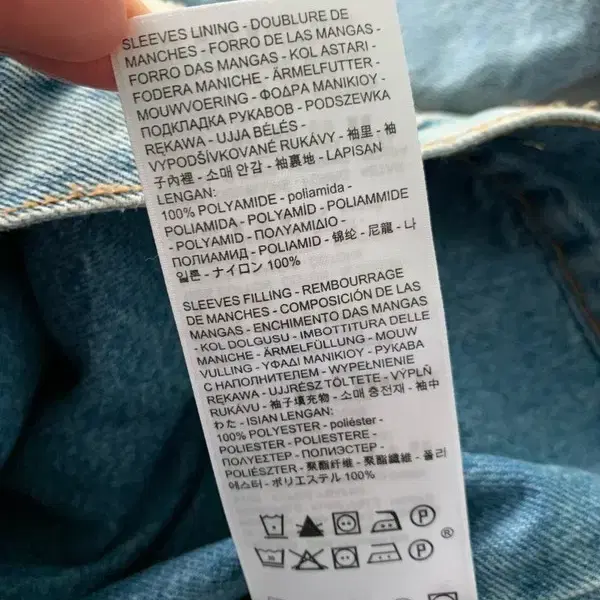 SLEEVES LINING - DOUBLURE DE
MANCHES - FORRO DE LAS MANGAS -
FORRO DAS MANGAS - KOL ASTARI -
FODERA MANICHE - ÄRMELFUTTER -
MOUWVOERING - ΦΟΔΡΑ ΜΑΝΙΚΙΟΥ -
ПОДКЛАДКА РУКАВОВ - PODSZEWKA
RĘKAWA - UJJA BÉLÉS -
VYPODŠÍVKOVANÉ RUKÁVY - 袖里 - 袖
子內裡 - 소매 안감 - 袖裏地 - LAPISAN
LENGAN:
100% POLYAMIDE - poliamida -
POLIAMIDA - POLYAMİD - POLIAMMIDE
- POLYAMID - ΠΟΛΥΑΜΙΔΙΟ -
ПОЛИАМИД - POLIAMID - 锦纶 - 尼龍 - 나
일론 - ナイロン 100%
SLEEVES FILLING - REMBOURRAGE
DE MANCHES - COMPOSICIÓN DE LAS
MANGAS - ENCHIMENTO DAS MANGAS
- KOL DOLGUSU - IMBOTTITURA DELLE
MANICHE - ÄRMELFÜLLUNG - MOUW
VULLING - ΥΦΑΔΙ ΜΑΝΙΚΙΟΥ - РУКАВА
С НАПОЛНИТЕЛЕМ - WYPEŁNIENIE
RĘKAWA - UJJRÉSZ TÖLTETE - VÝPLŇ
RUKÁVU - 袖子填充物 - 소매 충전재 - 袖中
わた - ISIAN LENGAN:
100% POLYESTER - poliéster -
POLIESTER - POLIESTERE -
ΠΟΛΥΕΣΤΕΡ - ПОЛИЭСТЕР -
POLIÉSZTER - 聚酯纤维 - 聚酯纖維 - 폴리
에스터 - ポリエステル 100%
P
P ®